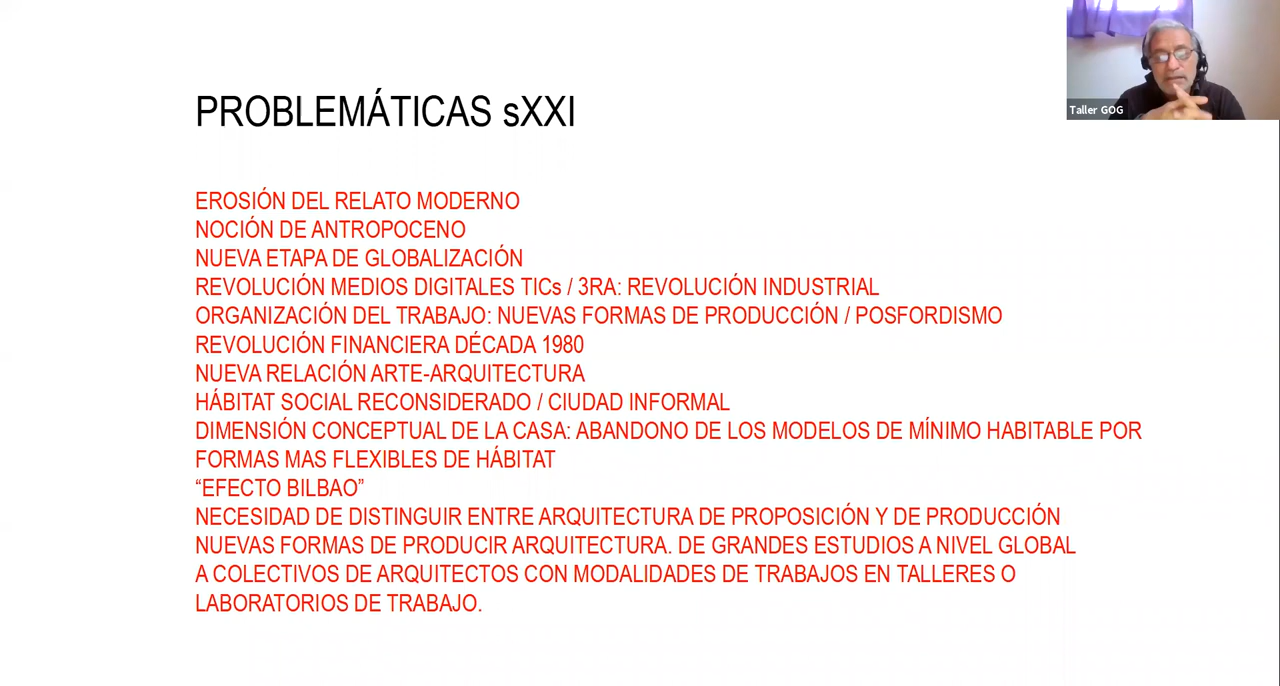 PROBLEMÁTICAS sXXI
Taller GOG
EROSIÓN DEL RELATO MODERNO
NOCIÓN DE ANTROPOCENO
NUEVA ETAPA DE GLOBALIZACIÓN
REVOLUCIÓN MEDIOS DIGITALES TICs / 3RA: REVOLUCIÓN INDUSTRIAL
ORGANIZACIÓN DEL TRABAJO: NUEVAS FORMAS DE PRODUCCIÓN / POSFORDISMO
REVOLUCIÓN FINANCIERA DÉCADA 1980
NUEVA RELACIÓN ARTE-ARQUITECTURA
HÁBITAT SOCIAL RECONSIDERADO / CIUDAD INFORMAL
DIMENSIÓN CONCEPTUAL DE LA CASA: ABANDONO DE LOS MODELOS DE MÍNIMO HABITABLE POR
FORMAS MAS FLEXIBLES DE HÁBITAT
“EFECTO BILBAO”
NECESIDAD DE DISTINGUIR ENTRE ARQUITECTURA DE PROPOSICIÓN Y DE PRODUCCIÓN
NUEVAS FORMAS DE PRODUCIR ARQUITECTURA. DE GRANDES ESTUDIOS A NIVEL GLOBAL
A COLECTIVOS DE ARQUITECTOS CON MODALIDADES DE TRABAJOS EN TALLERES O
LABORATORIOS DE TRABAJO.